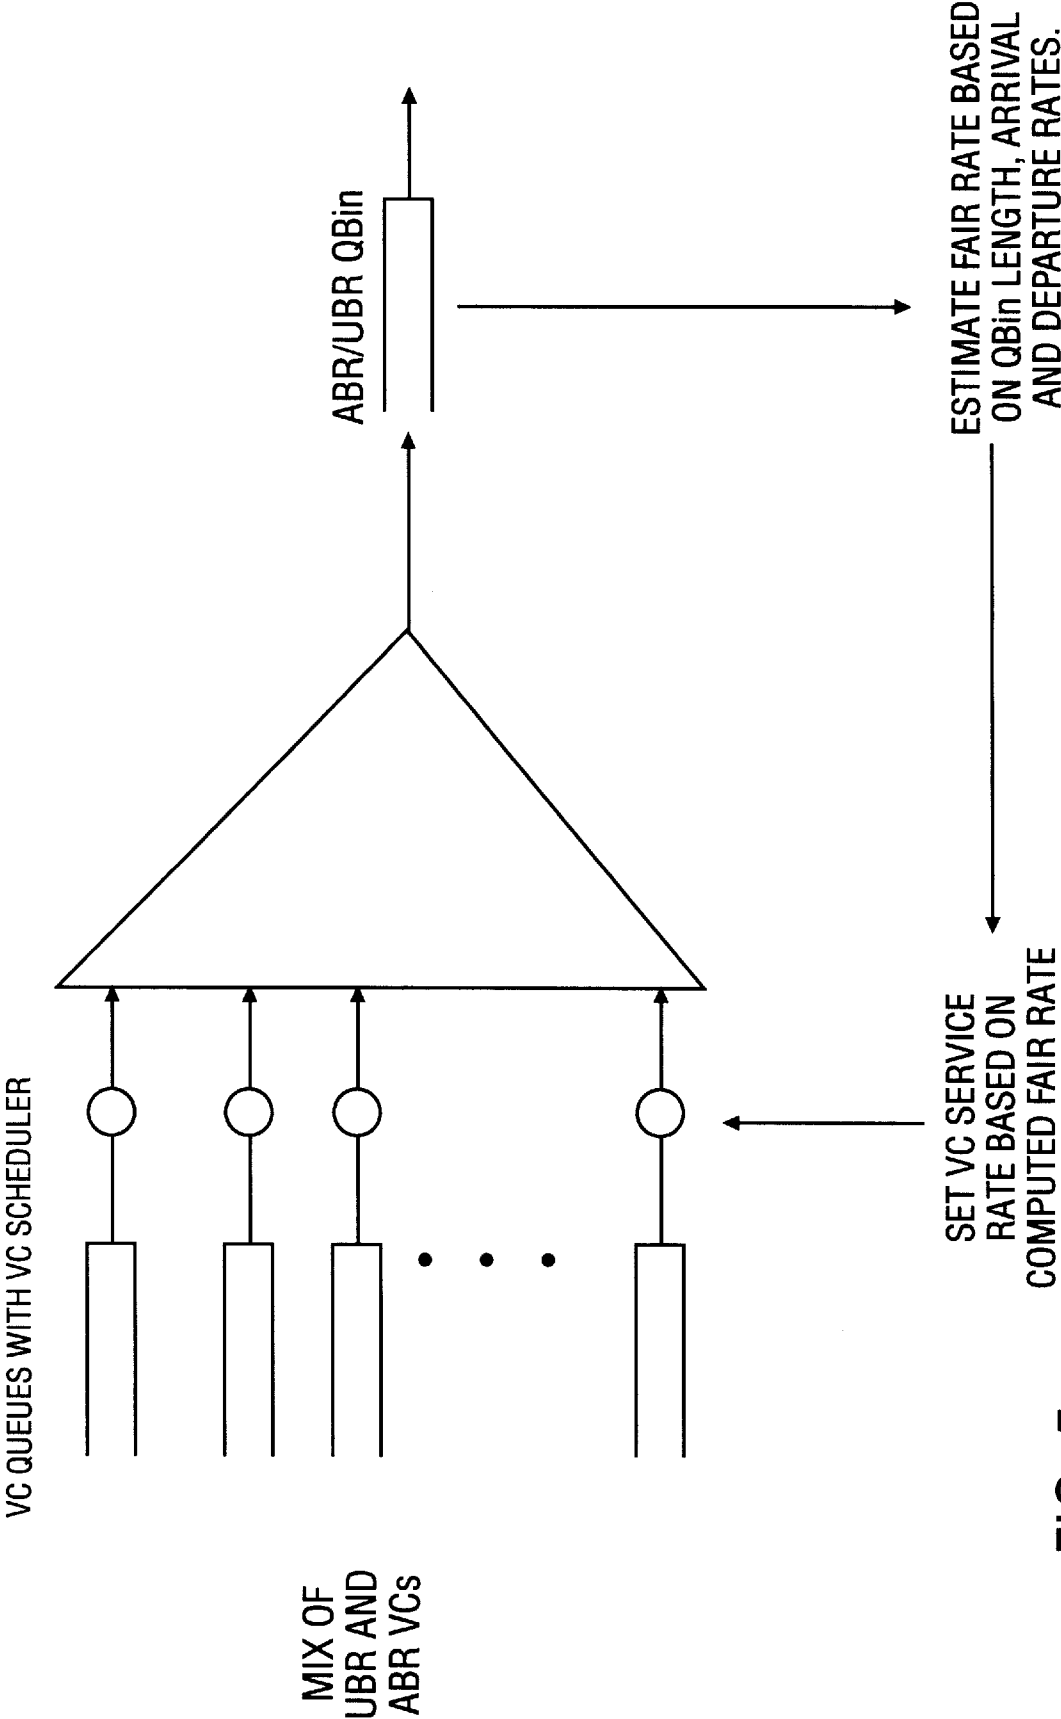 VC QUEUES WITH VC SCHEDULER
MIX OF
UBR AND
ABR VCs
ABR/UBR QBin
SET VC SERVICE
RATE BASED ON
COMPUTED FAIR RATE
ESTIMATE FAIR RATE BASED
ON QBin LENGTH, ARRIVAL
AND DEPARTURE RATES.